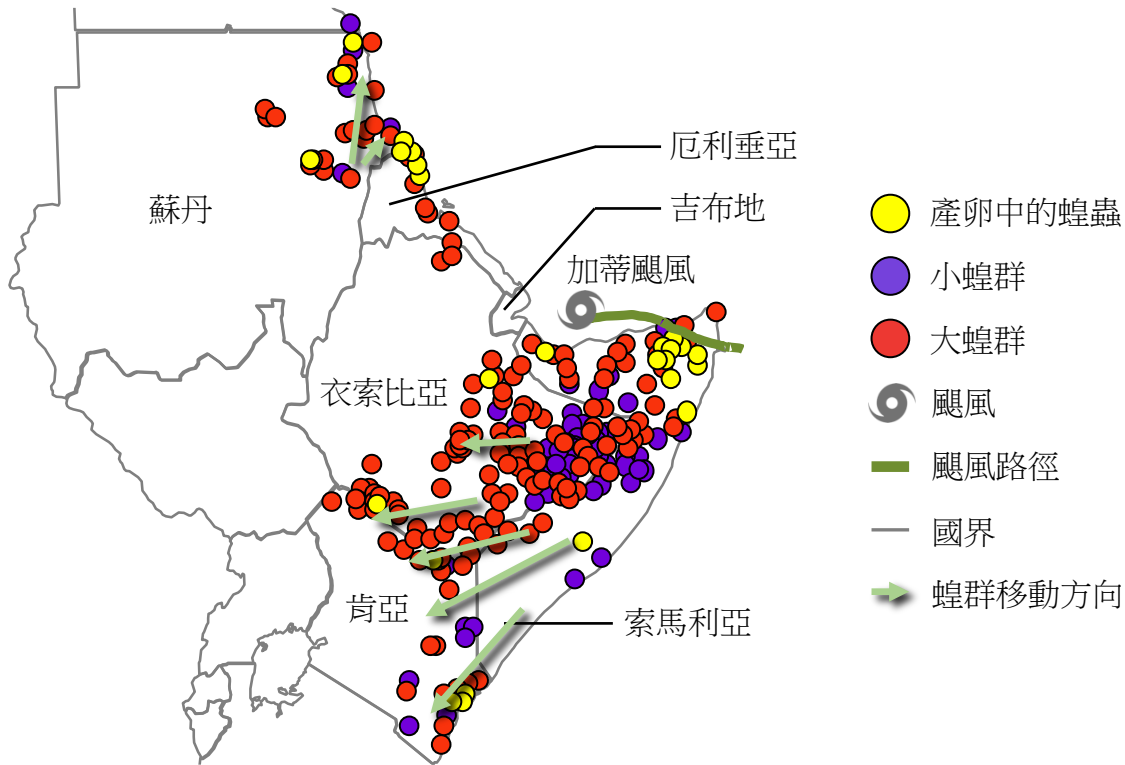 厄利垂亞
蘇丹
吉布地
加蒂颶風
衣索比亞
肯亞
索馬利亞
產卵中的蝗蟲
小蝗群
大蝗群
颶風
颶風路徑
國界
蝗群移動方向